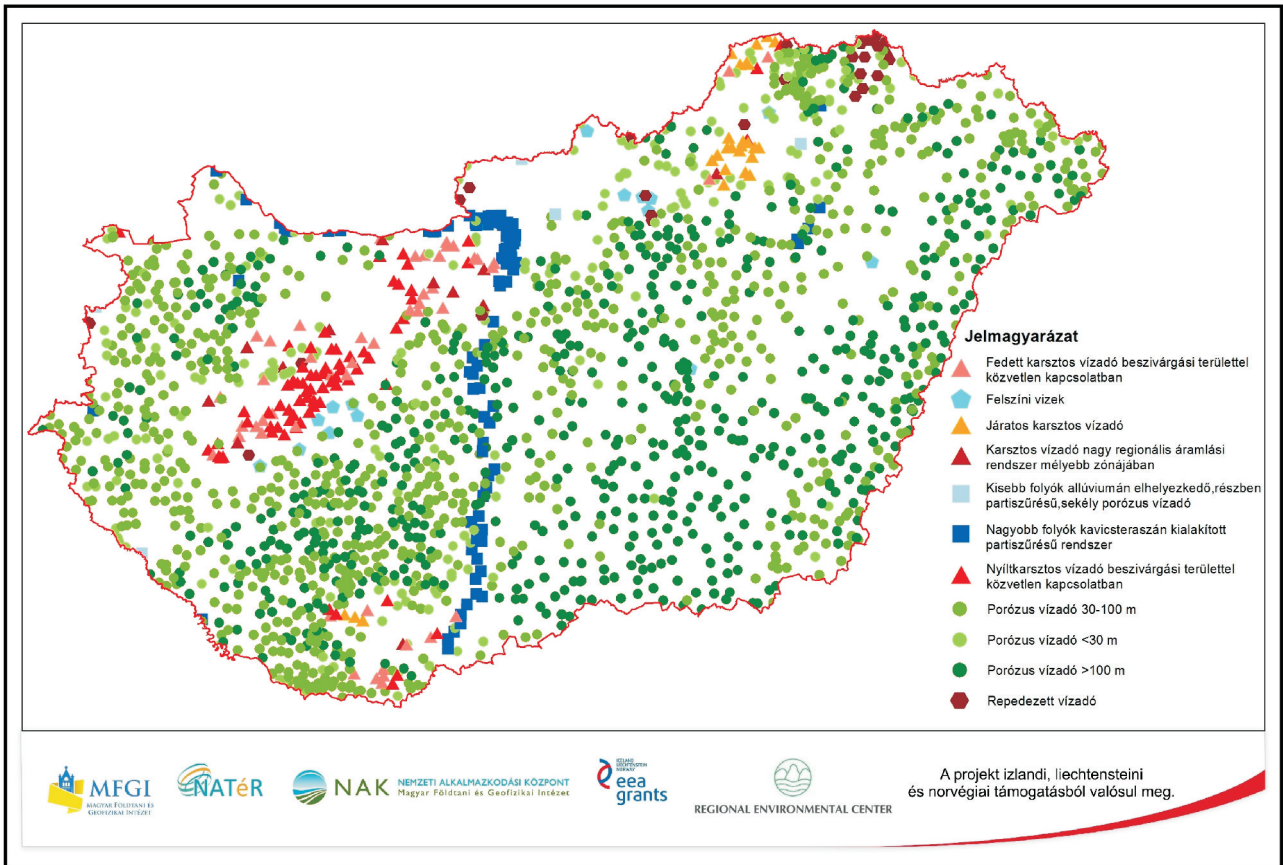 Jelmagyarázat
Fedett karsztos vízadó beszivárgási területtel
közvetlen kapcsolatban
Felszíni vizek
Járatos karsztos vízadó
Karsztos vízadó nagy regionális áramlási
rendszer mélyebb zónájában
Kisebb folyók allúviumán elhelyezkedő,részben
partiszűrésű,sekély porózus vízadó
Nagyobb folyók kavicsteraszán kialakított
partiszűrésű rendszer
Nyíltkarsztos vízadó beszivárgási területtel
közvetlen kapcsolatban
Porózus vízadó 30-100 m
Porózus vízadó <30 m
Porózus vízadó >100 m
Repedezett vízadó
MFGI
MAGYAR FÖLDTANI ÉS
GEOFIZIKAI INTÉZET
NATéR
NAK
NEMZETI ALKALMAZKODÁSI KÖZPONT
Magyar Földtani és Geofizikai Intézet
ICELAND
LIECHTENSTEIN
NORWAY
eea
grants
REGIONAL ENVIRONMENTAL CENTER
A projekt izlandi, liechtensteini
és norvégiai támogatásból valósul meg.